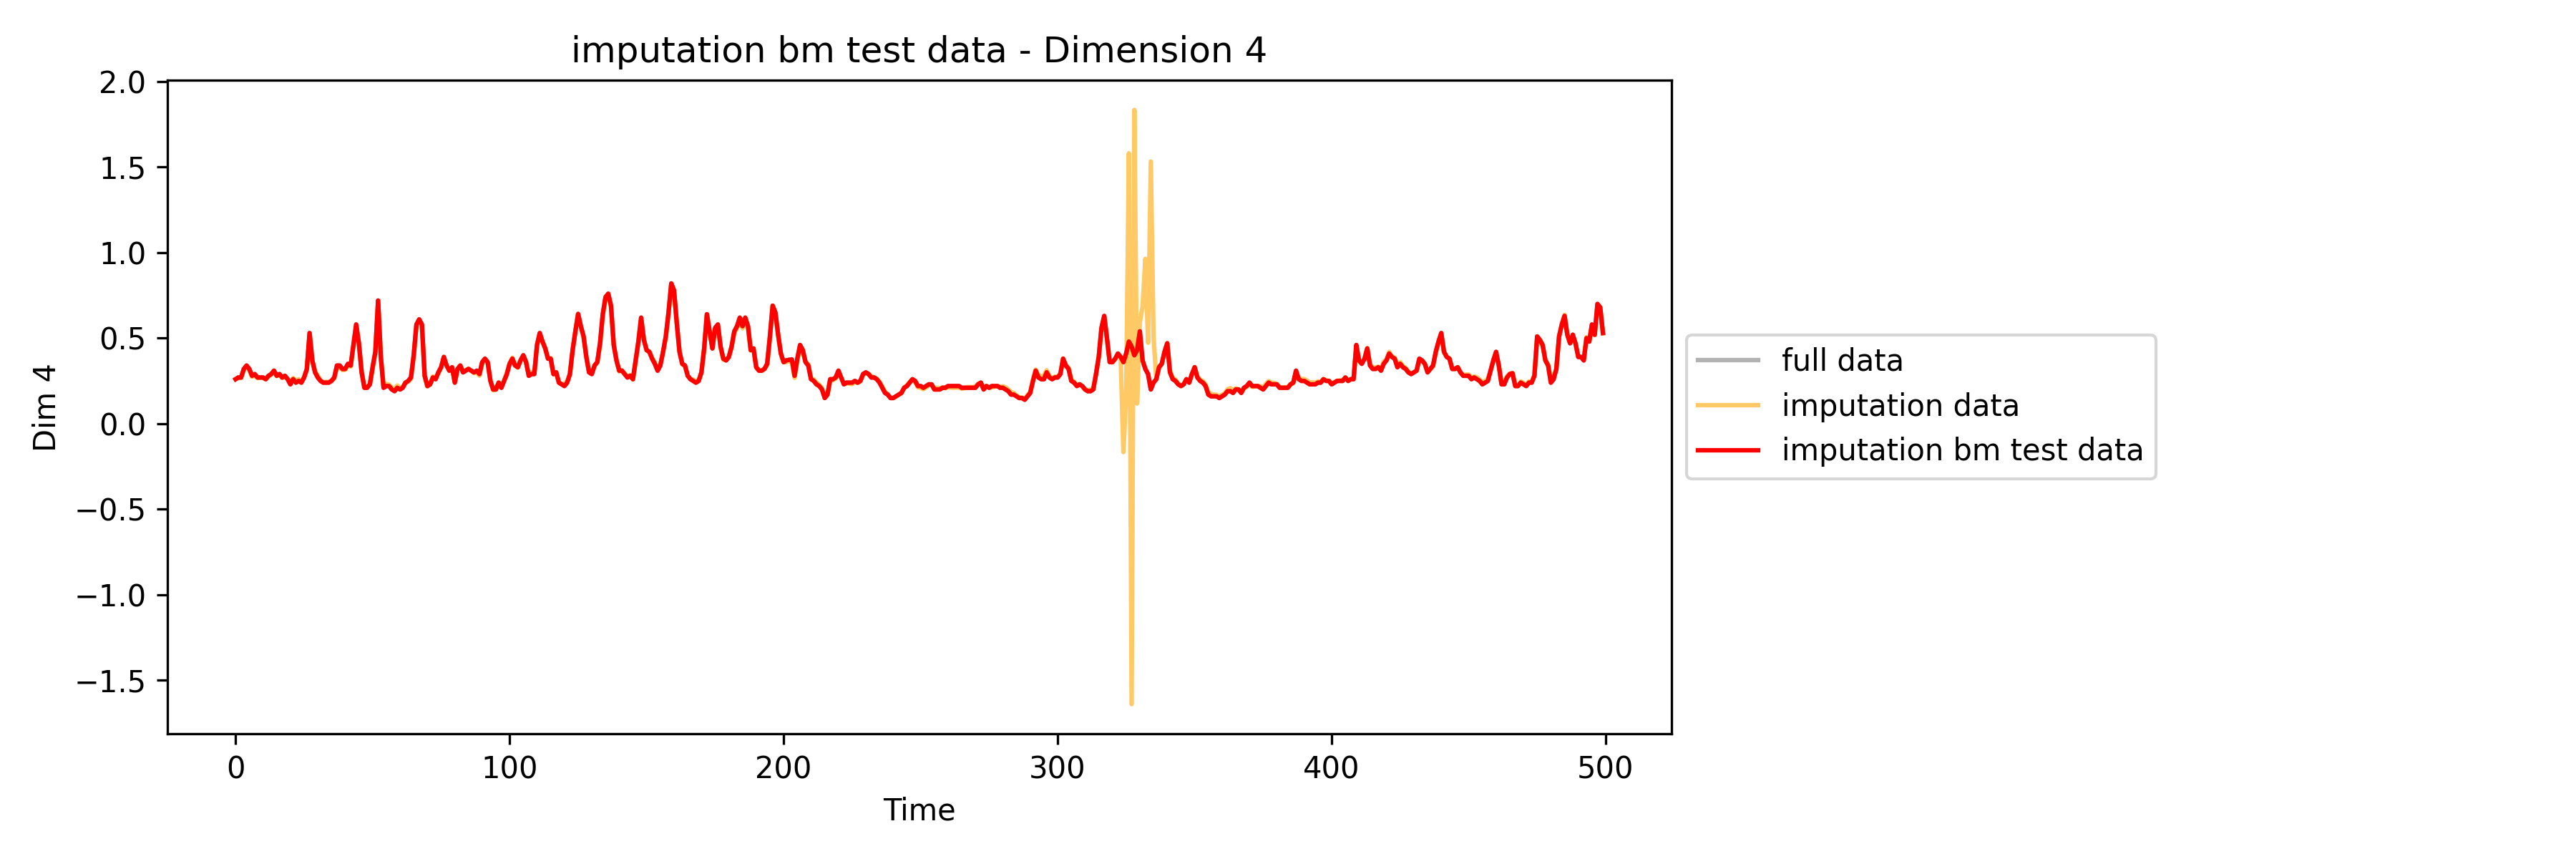 imputation bm test data - Dimension 4
2.0
1.5
1.0
0.5
0.0
−0.5
−1.0
−1.5
Dim 4
0 100 200 300 400 500
Time
full data
imputation data
imputation bm test data